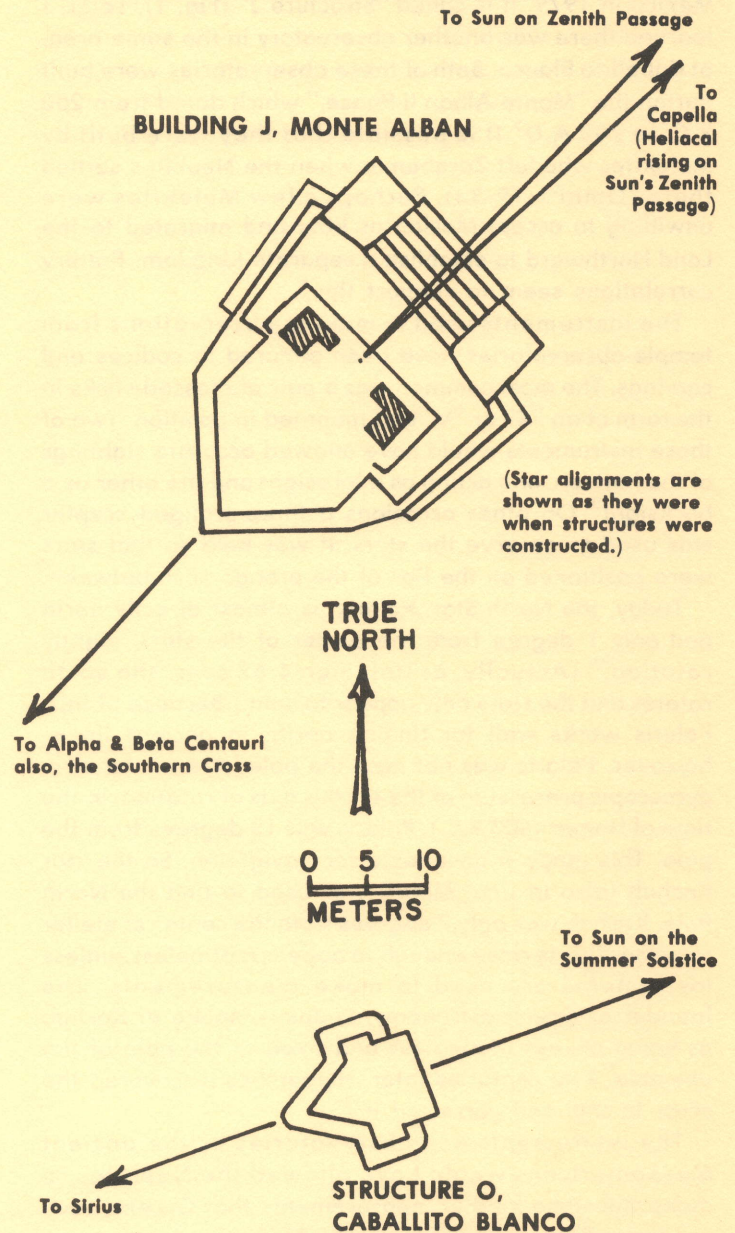 To Sun on Zenith Passage
To
Capella
(Heliacal
rising on
Sun's Zenith
Passage)
BUILDING J, MONTE ALBAN
(Star alignments are
shown as they were
when structures were
constructed.)
TRUE
NORTH
To Alpha & Beta Centauri
also, the Southern Cross
0 5 10
METERS
To Sun on the
Summer Solstice
To Sirius
STRUCTURE O,
CABALLITO BLANCO